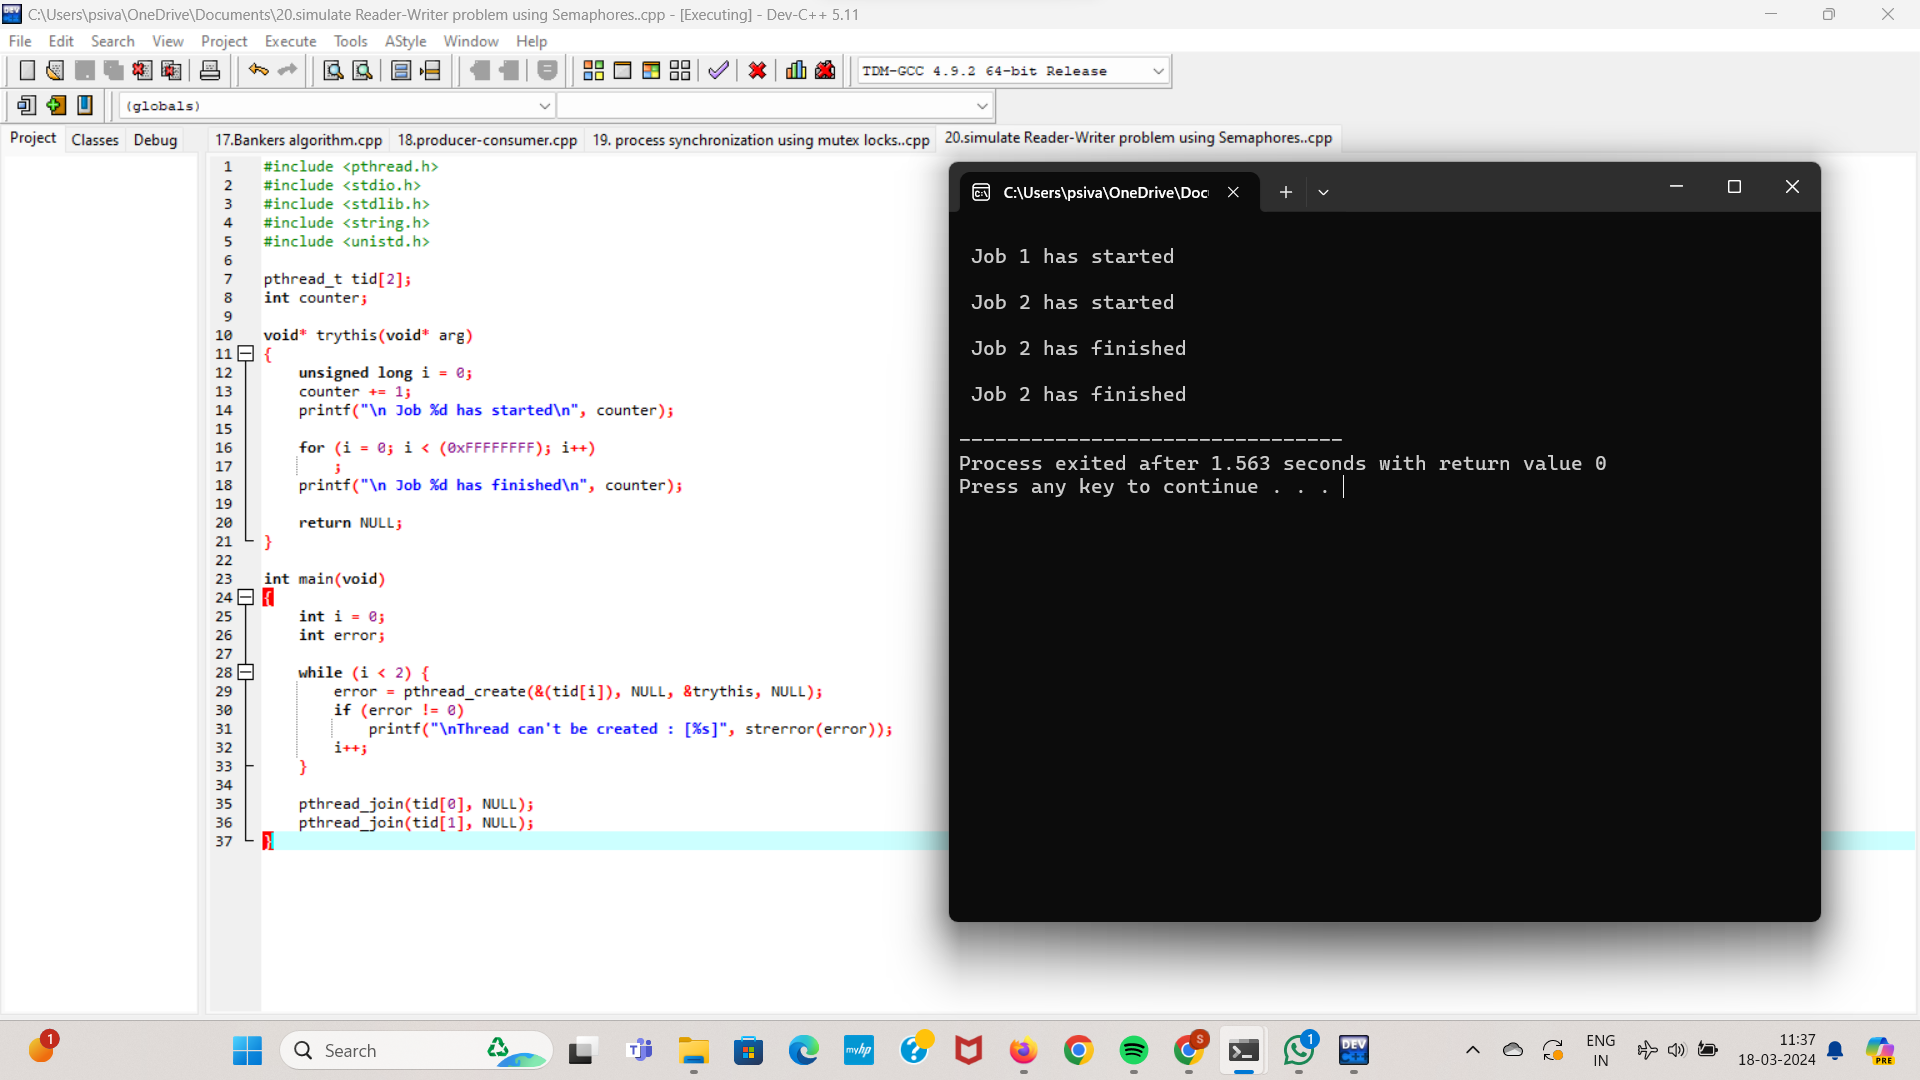 C:\Users\psiva\OneDrive\Documents\20.simulate Reader-Writer problem using Semaphores..cpp - [Executing] - Dev-C++ 5.11
File Edit Search View Project Execute Tools AStyle Window Help
TDM-GCC 4.9.2 64-bit Release
(globals)
Project Classes Debug 17.Bankers algorithm.cpp 18.producer-consumer.cpp 19. process synchronization using mutex locks..cpp 20.simulate Reader-Writer problem using Semaphores..cpp
1 #include <pthread.h>
2 #include <stdio.h>
3 #include <stdlib.h>
4 #include <string.h>
5 #include <unistd.h>
6
7 pthread_t tid[2];
8 int counter;
9
10 void* trythis(void* arg)
11 {
12 unsigned long i = 0;
13 counter += 1;
14 printf("\n Job %d has started\n", counter);
15
16 for (i = 0; i < (0xFFFFFFFF); i++)
17 ;
18 printf("\n Job %d has finished\n", counter);
19
20 return NULL;
21 }
22
23 int main(void)
24 {
25 int i = 0;
26 int error;
27
28 while (i < 2) {
29 error = pthread_create(&(tid[i]), NULL, &trythis, NULL);
30 if (error != 0)
31 printf("\nThread can't be created : [%s]", strerror(error));
32 i++;
33 }
34
35 pthread_join(tid[0], NULL);
36 pthread_join(tid[1], NULL);
37 }
C:\Users\psiva\OneDrive\Doc
Job 1 has started
Job 2 has started
Job 2 has finished
Job 2 has finished
--------------------------------
Process exited after 1.563 seconds with return value 0
Press any key to continue . . .
1
Search
myhp
S
1
DEV
ENG
IN
11:37
18-03-2024
PRE